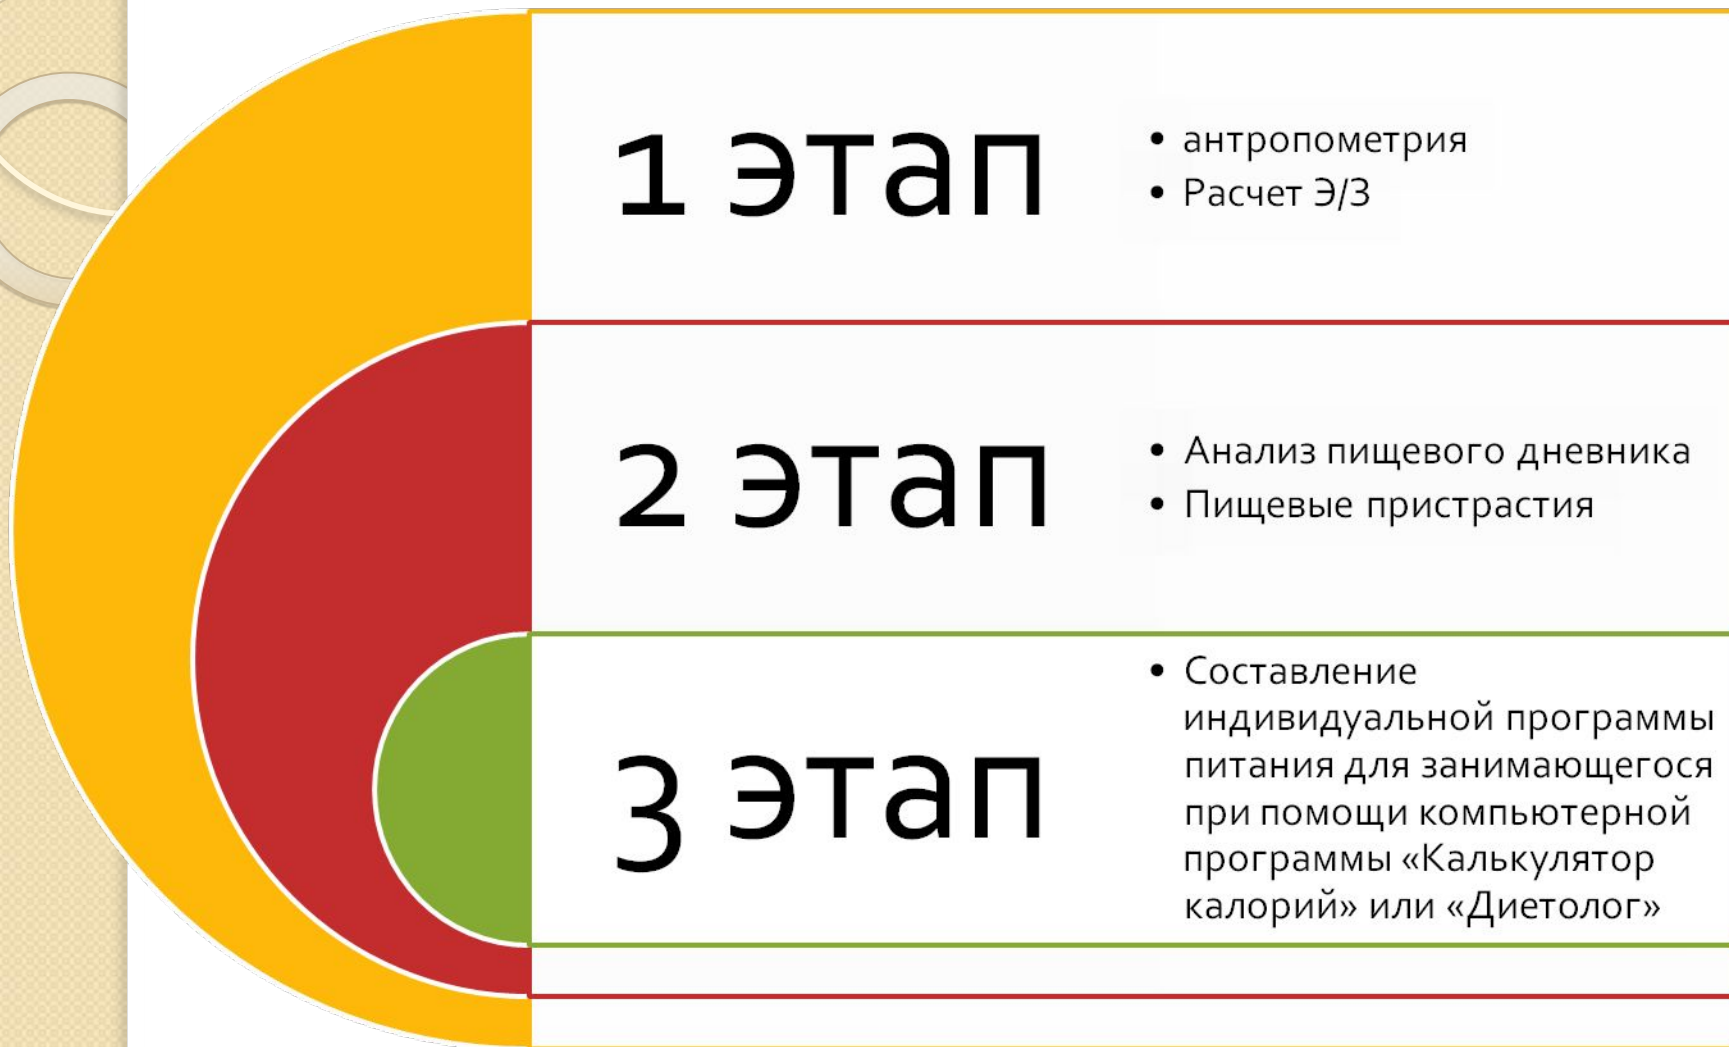 1 этап
• антропометрия
• Расчет Э/З
2 этап
• Анализ пищевого дневника
• Пищевые пристрастия
3 этап
• Составление
индивидуальной программы
питания для занимающегося
при помощи компьютерной
программы «Калькулятор
калорий» или «Диетолог»